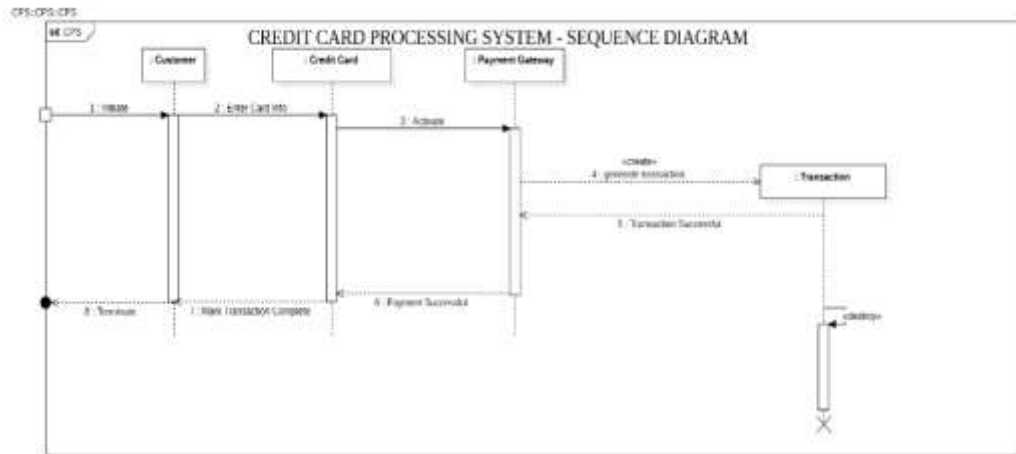 CPS::CPS::CPS
sd CPS
CREDIT CARD PROCESSING SYSTEM - SEQUENCE DIAGRAM
: Customer
: Credit Card
: Payment Gateway
1 : Initiate
2 : Enter Card Info
3 : Activate
«create»
4 : generate transaction
: Transaction
5 : Transaction Successful
6 : Payment Successful
7 : Mark Transaction Complete
8 : Terminate
«destroy»